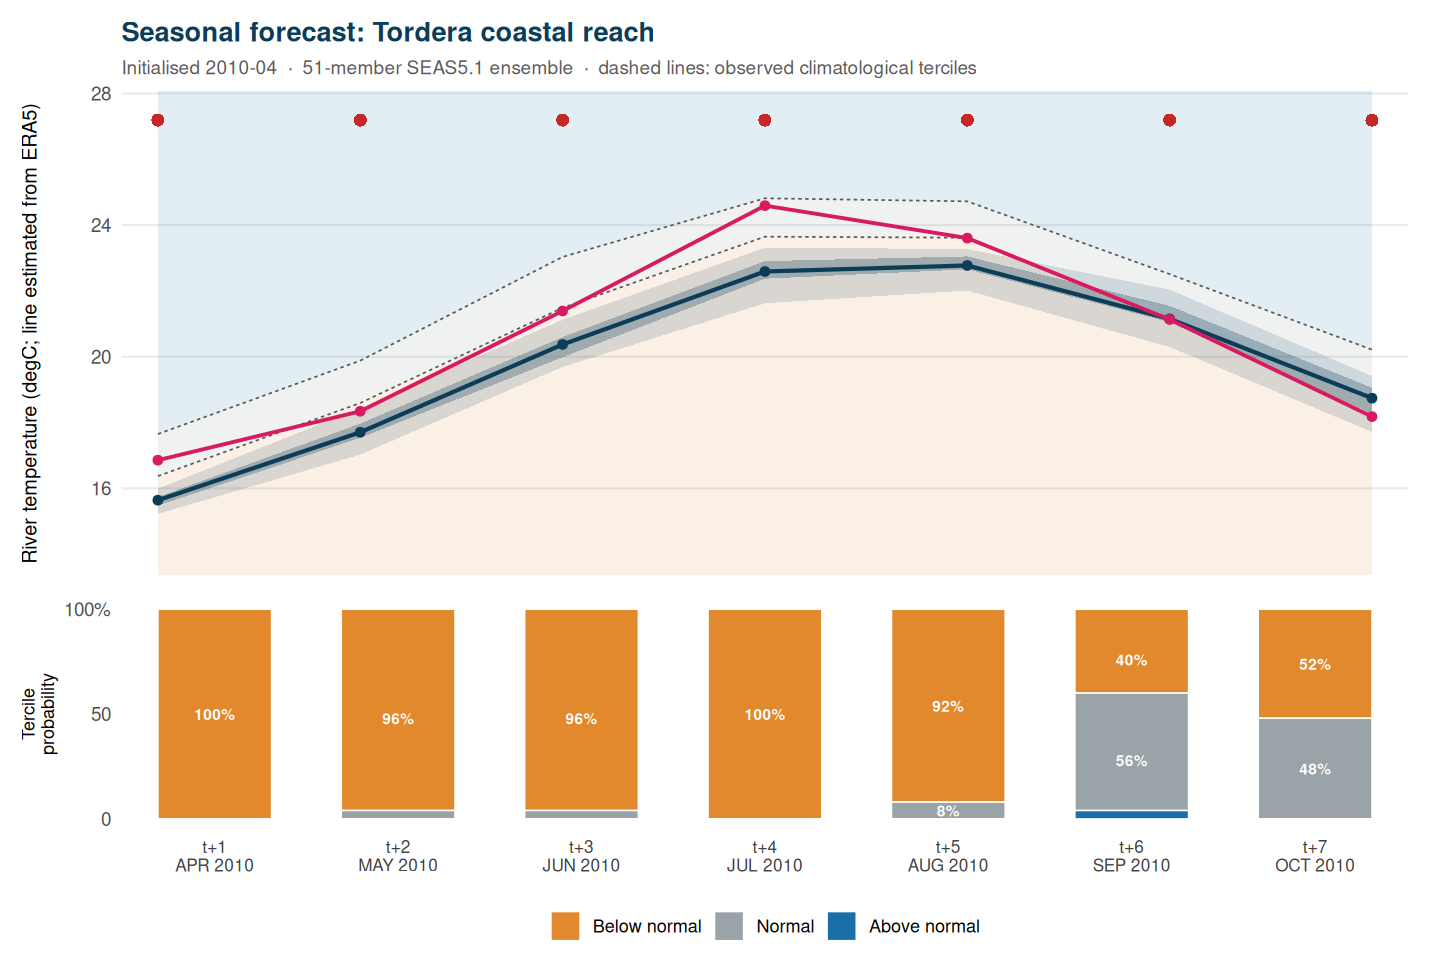 Seasonal forecast: Tordera coastal reach
Initialised 2010-04 · 51-member SEAS5.1 ensemble · dashed lines: observed climatological terciles
River temperature (degC; line estimated from ERA5)
28
24
20
16
Tercile
probability
100%
50
0
100%
96%
96%
100%
92%
8%
40%
56%
52%
48%
t+1
APR 2010
t+2
MAY 2010
t+3
JUN 2010
t+4
JUL 2010
t+5
AUG 2010
t+6
SEP 2010
t+7
OCT 2010
Below normal
Normal
Above normal